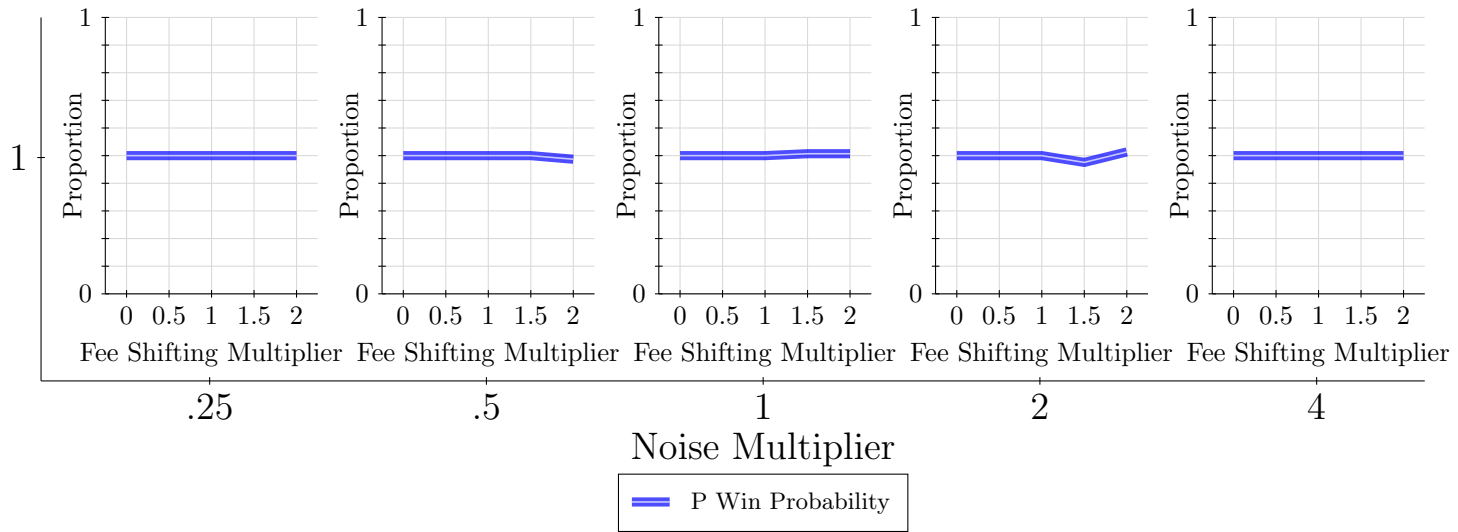 1 1 1 1 1
Proportion Proportion Proportion Proportion Proportion
1
0 0 0 0 0
0 0.5 1 1.5 2 0 0.5 1 1.5 2 0 0.5 1 1.5 2 0 0.5 1 1.5 2 0 0.5 1 1.5 2
Fee Shifting Multiplier Fee Shifting Multiplier Fee Shifting Multiplier Fee Shifting Multiplier Fee Shifting Multiplier
.25 .5 1 2 4
Noise Multiplier
P Win Probability